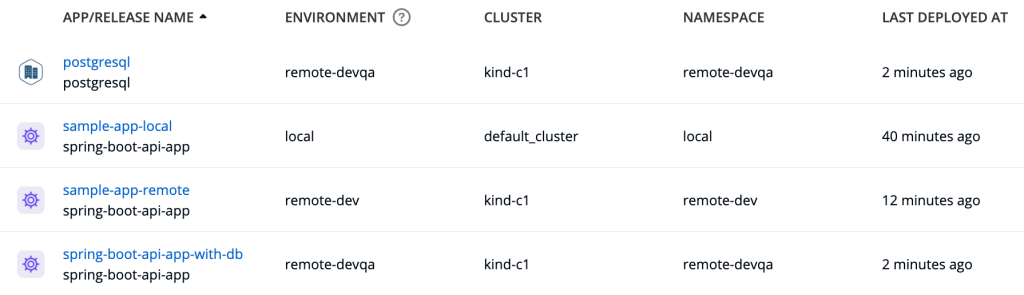 APP/RELEASE NAME ENVIRONMENT ? CLUSTER NAMESPACE LAST DEPLOYED AT
postgresql
postgresql remote-devqa kind-c1 remote-devqa 2 minutes ago
sample-app-local
spring-boot-api-app local default_cluster local 40 minutes ago
sample-app-remote
spring-boot-api-app remote-dev kind-c1 remote-dev 12 minutes ago
spring-boot-api-app-with-db
spring-boot-api-app remote-devqa kind-c1 remote-devqa 2 minutes ago